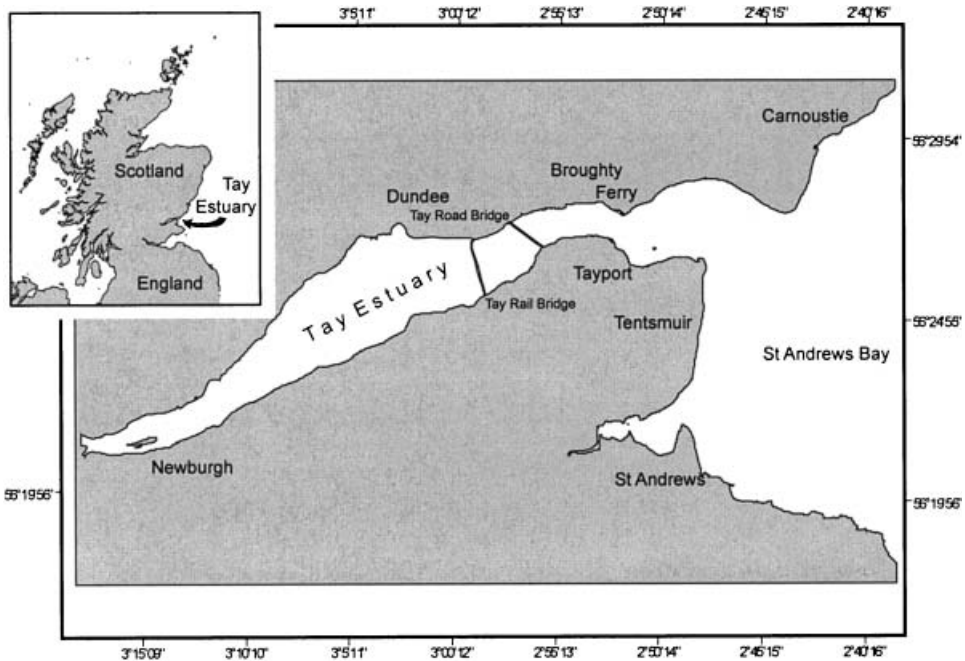 3°5'11' 3°00'12' 2°55'13' 2°50'14' 2°45'15' 2°40'16'
Carnoustie
56°29'54'
Scotland
Broughty
Ferry
Tay
Estuary
Dundee
Tay Road Bridge
England
Tayport
Tay Estuary
Tay Rail Bridge
Tentsmuir
56°24'56'
St Andrews Bay
Newburgh
St Andrews
56°19'56'
56°19'56'
3°15'09' 3°10'10' 3°5'11' 3°00'12' 2°55'13' 2°50'14' 2°45'15' 2°40'16'